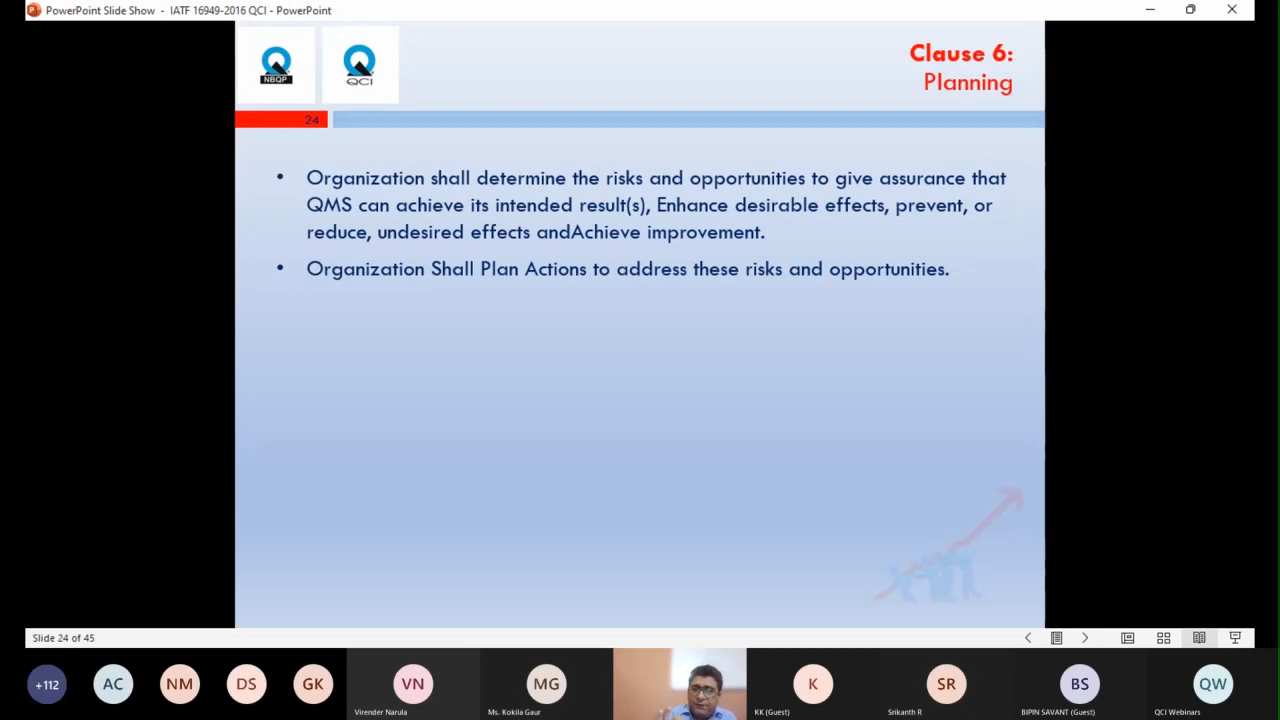 PowerPoint Slide Show - IATF 16949-2016 QCI - PowerPoint
NBQP
QCI
Clause 6:
Planning
24
• Organization shall determine the risks and opportunities to give assurance that
QMS can achieve its intended result(s), Enhance desirable effects, prevent, or
reduce, undesired effects andAchieve improvement.
• Organization Shall Plan Actions to address these risks and opportunities.
Slide 24 of 45
+112
AC
NM
DS
GK
VN
MG
K
SR
BS
QW
Virender Narula
Ms. Kokila Gaur
KK (Guest)
Srikanth R
BIPIN SAVANT (Guest)
QCI Webinars